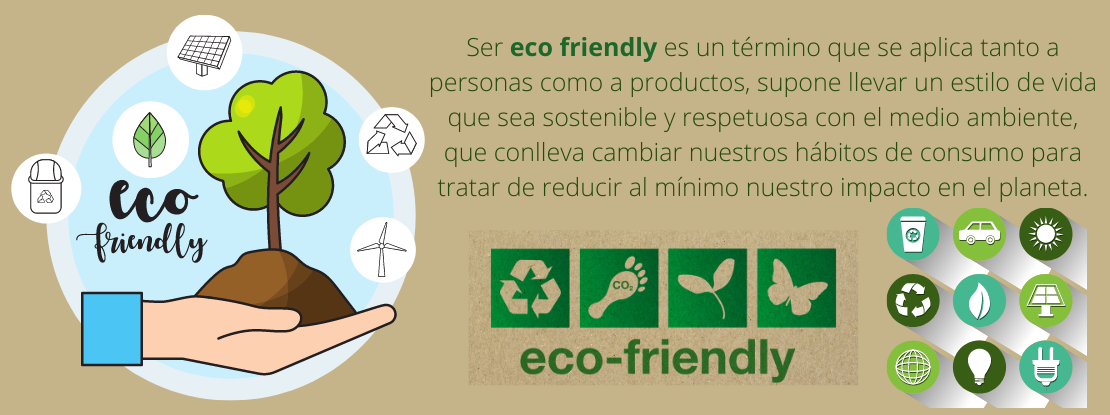 eco
friendly
Ser eco friendly es un término que se aplica tanto a
personas como a productos, supone llevar un estilo de vida
que sea sostenible y respetuosa con el medio ambiente,
que conlleva cambiar nuestros hábitos de consumo para
tratar de reducir al mínimo nuestro impacto en el planeta.
CO₂
eco-friendly